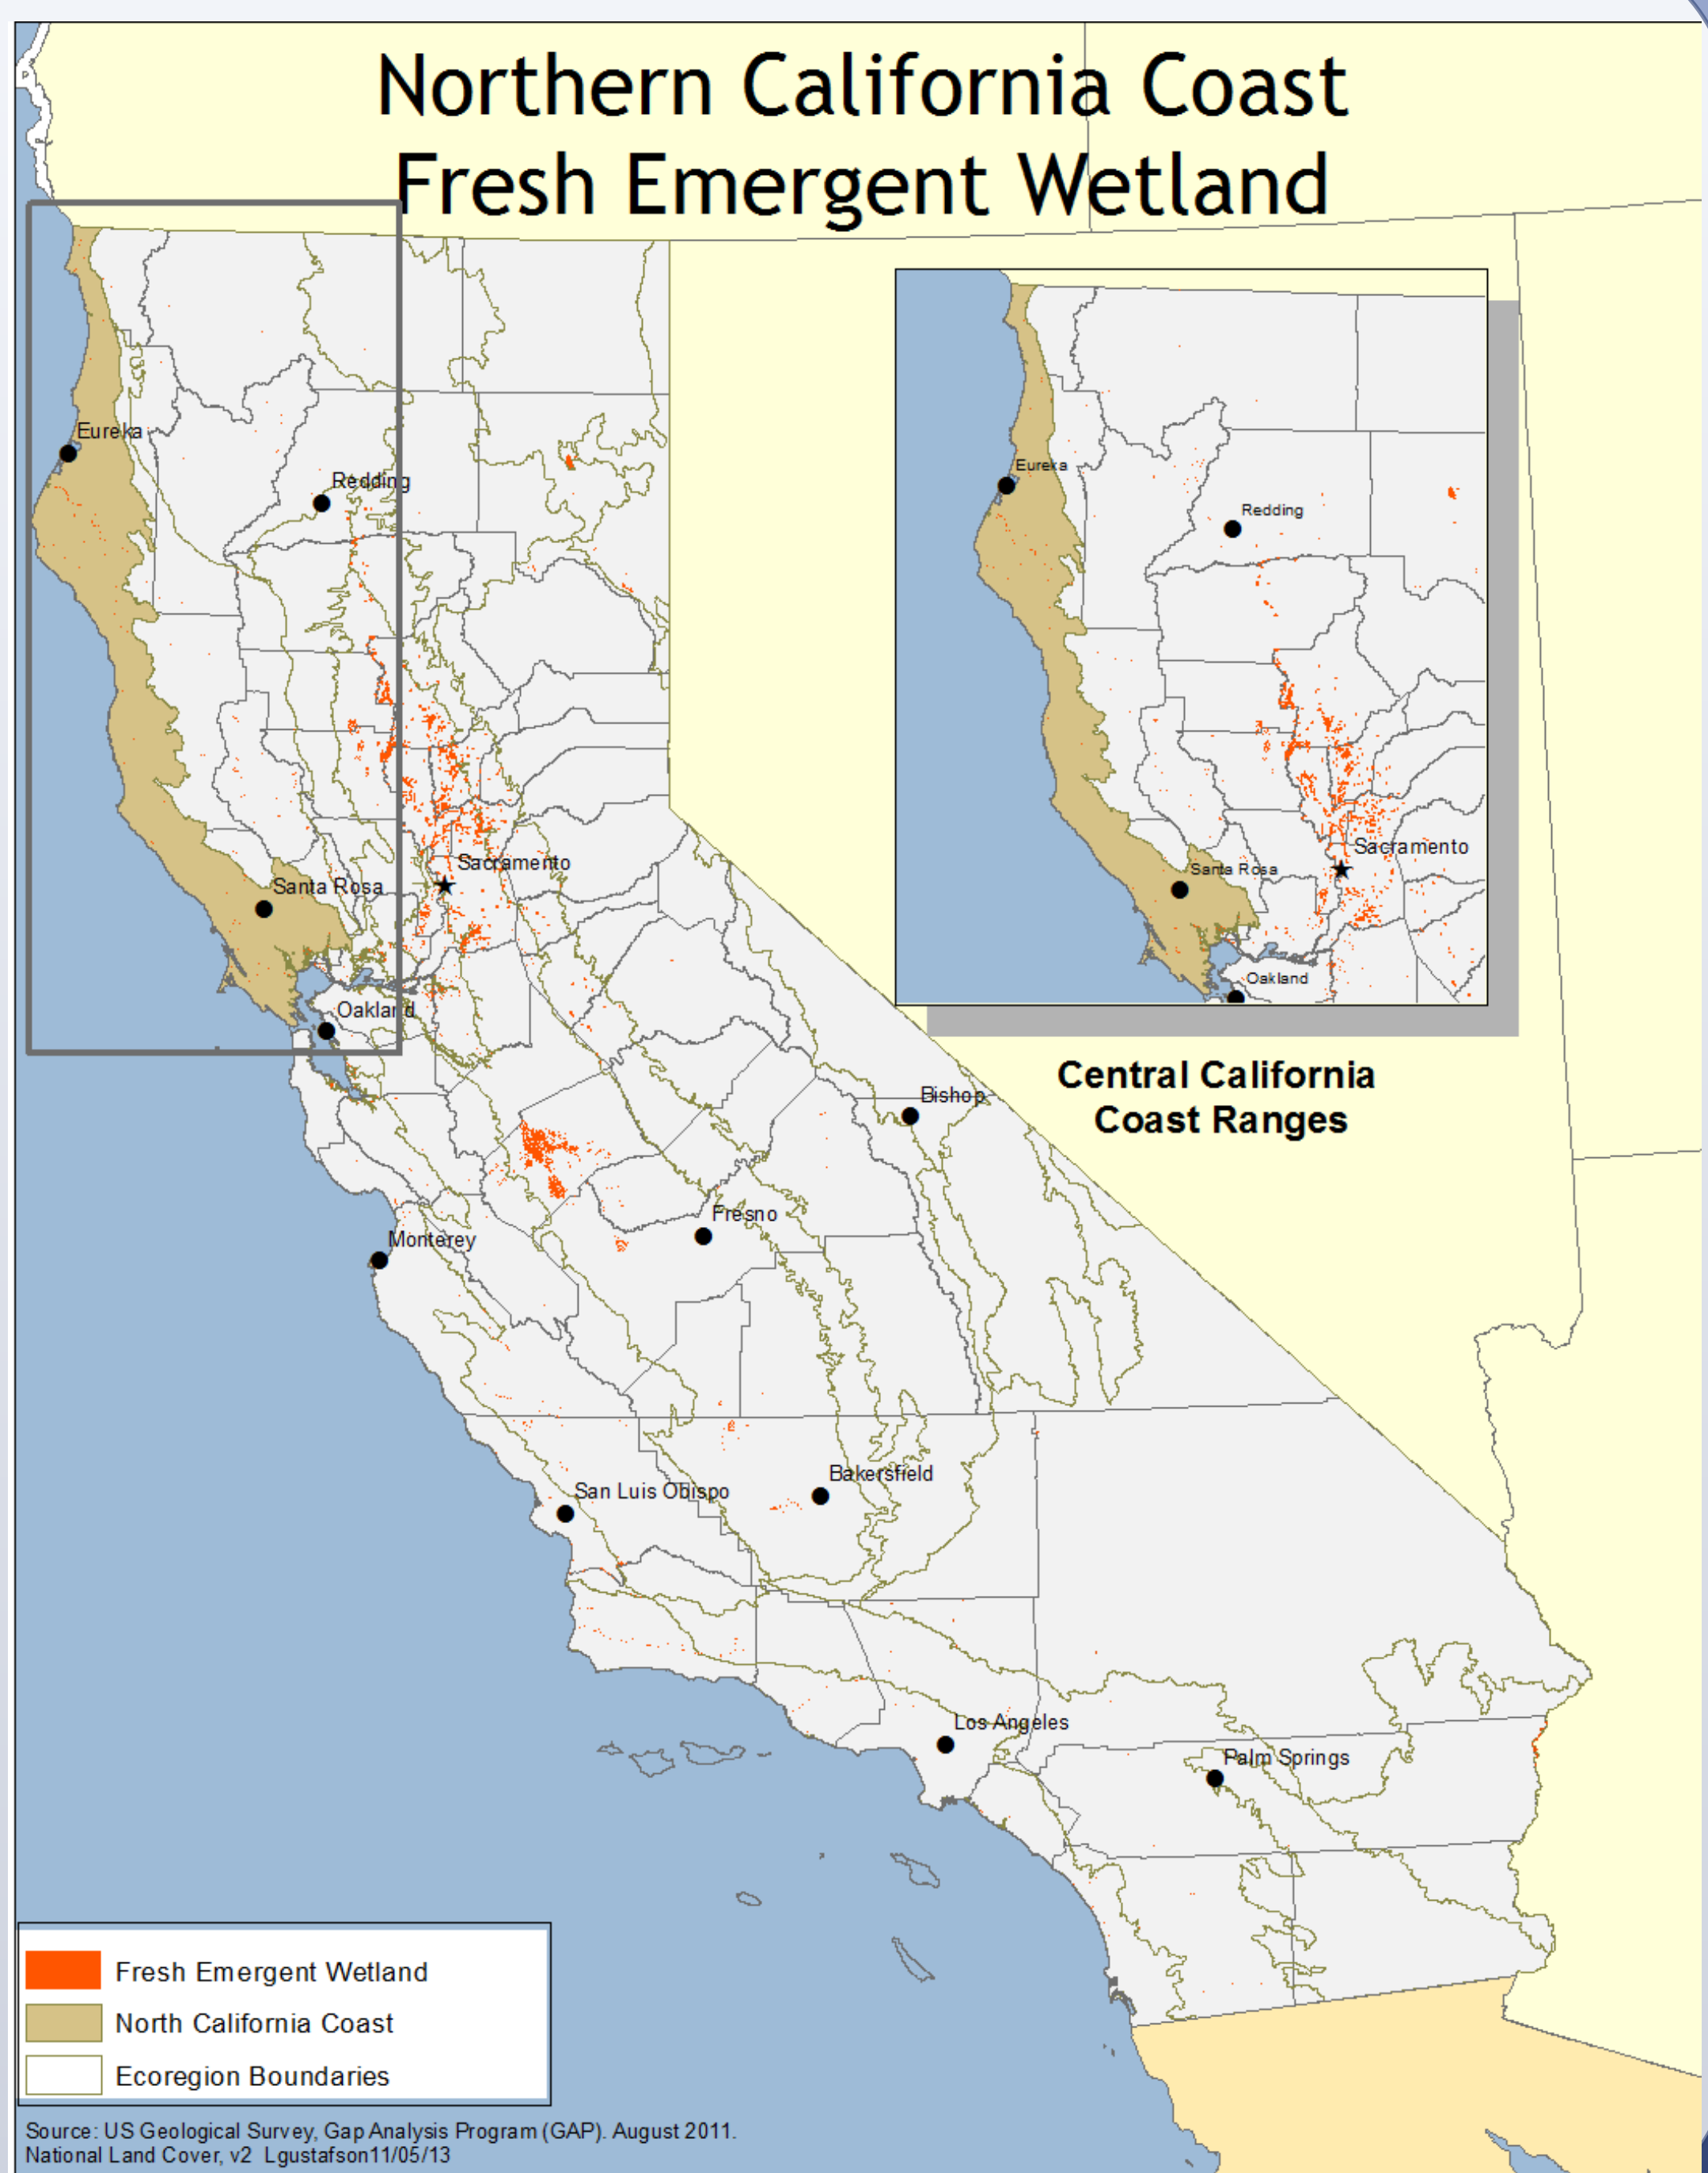 Northern California Coast
Fresh Emergent Wetland
Eureka
Redding
Sacramento
Santa Rosa
Oakland
Eureka
Redding
Sacramento
Santa Rosa
Oakland
Central California
Coast Ranges
Bishop
Fresno
Monterey
Bakersfield
San Luis Obispo
Los Angeles
Palm Springs
Fresh Emergent Wetland
North California Coast
Ecoregion Boundaries
Source: US Geological Survey, Gap Analysis Program (GAP). August 2011.
National Land Cover, v2 Lgustafson11/05/13